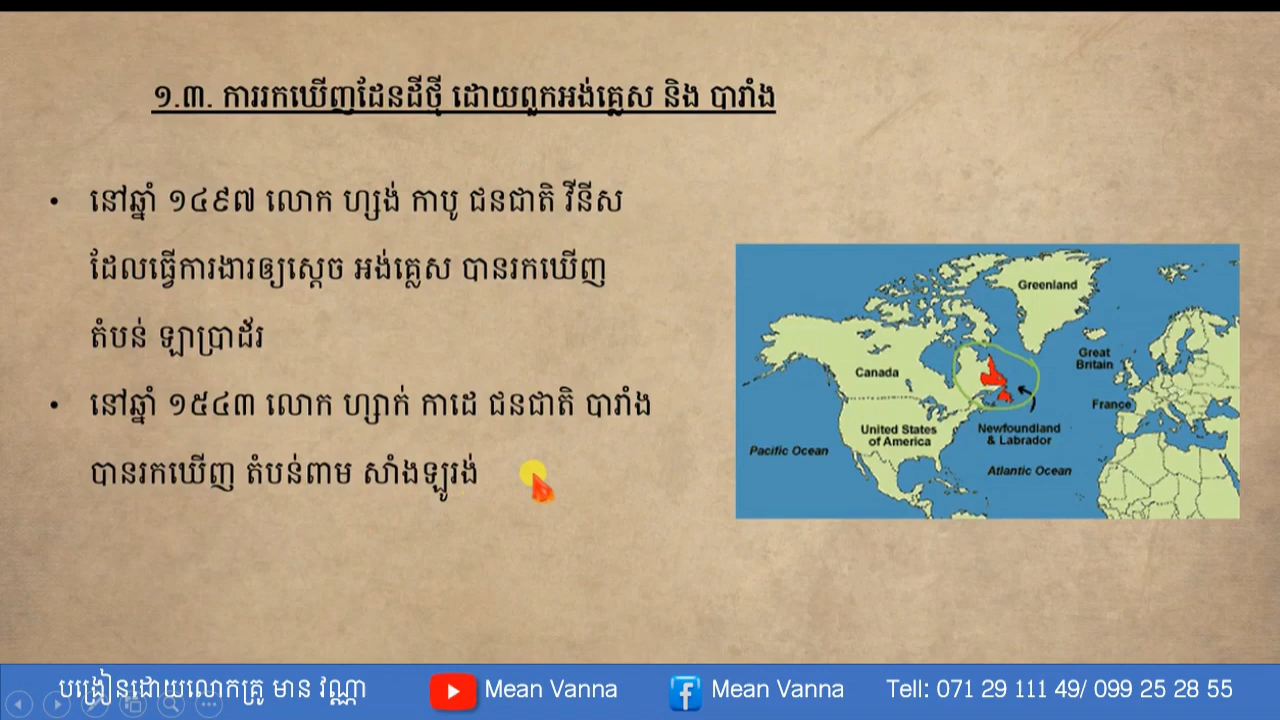 ១.៣. ការរកឃើញដែនដីថ្មី ដោយពួកអង់គ្លេស និង បារាំង
• នៅឆ្នាំ ១៤៩៧ លោក ហ្សង់ កាបូ ជនជាតិ វីនីស
ដែលធ្វើការងារឲ្យស្តេច អង់គ្លេស បានរកឃើញ
តំបន់ ឡាប្រាដ័រ
• នៅឆ្នាំ ១៥៤៣ លោក ហ្សាក់ កាដេ ជនជាតិ បារាំង
បានរកឃើញ តំបន់ពាម សាំងឡូរង់
Greenland
Great
Britain
Canada
France
United States
of America
Newfoundland
& Labrador
Pacific Ocean
Atlantic Ocean
បង្រៀនដោយលោកគ្រូ មាន វណ្ណា
Mean Vanna
Mean Vanna
Tell: 071 29 111 49/ 099 25 28 55